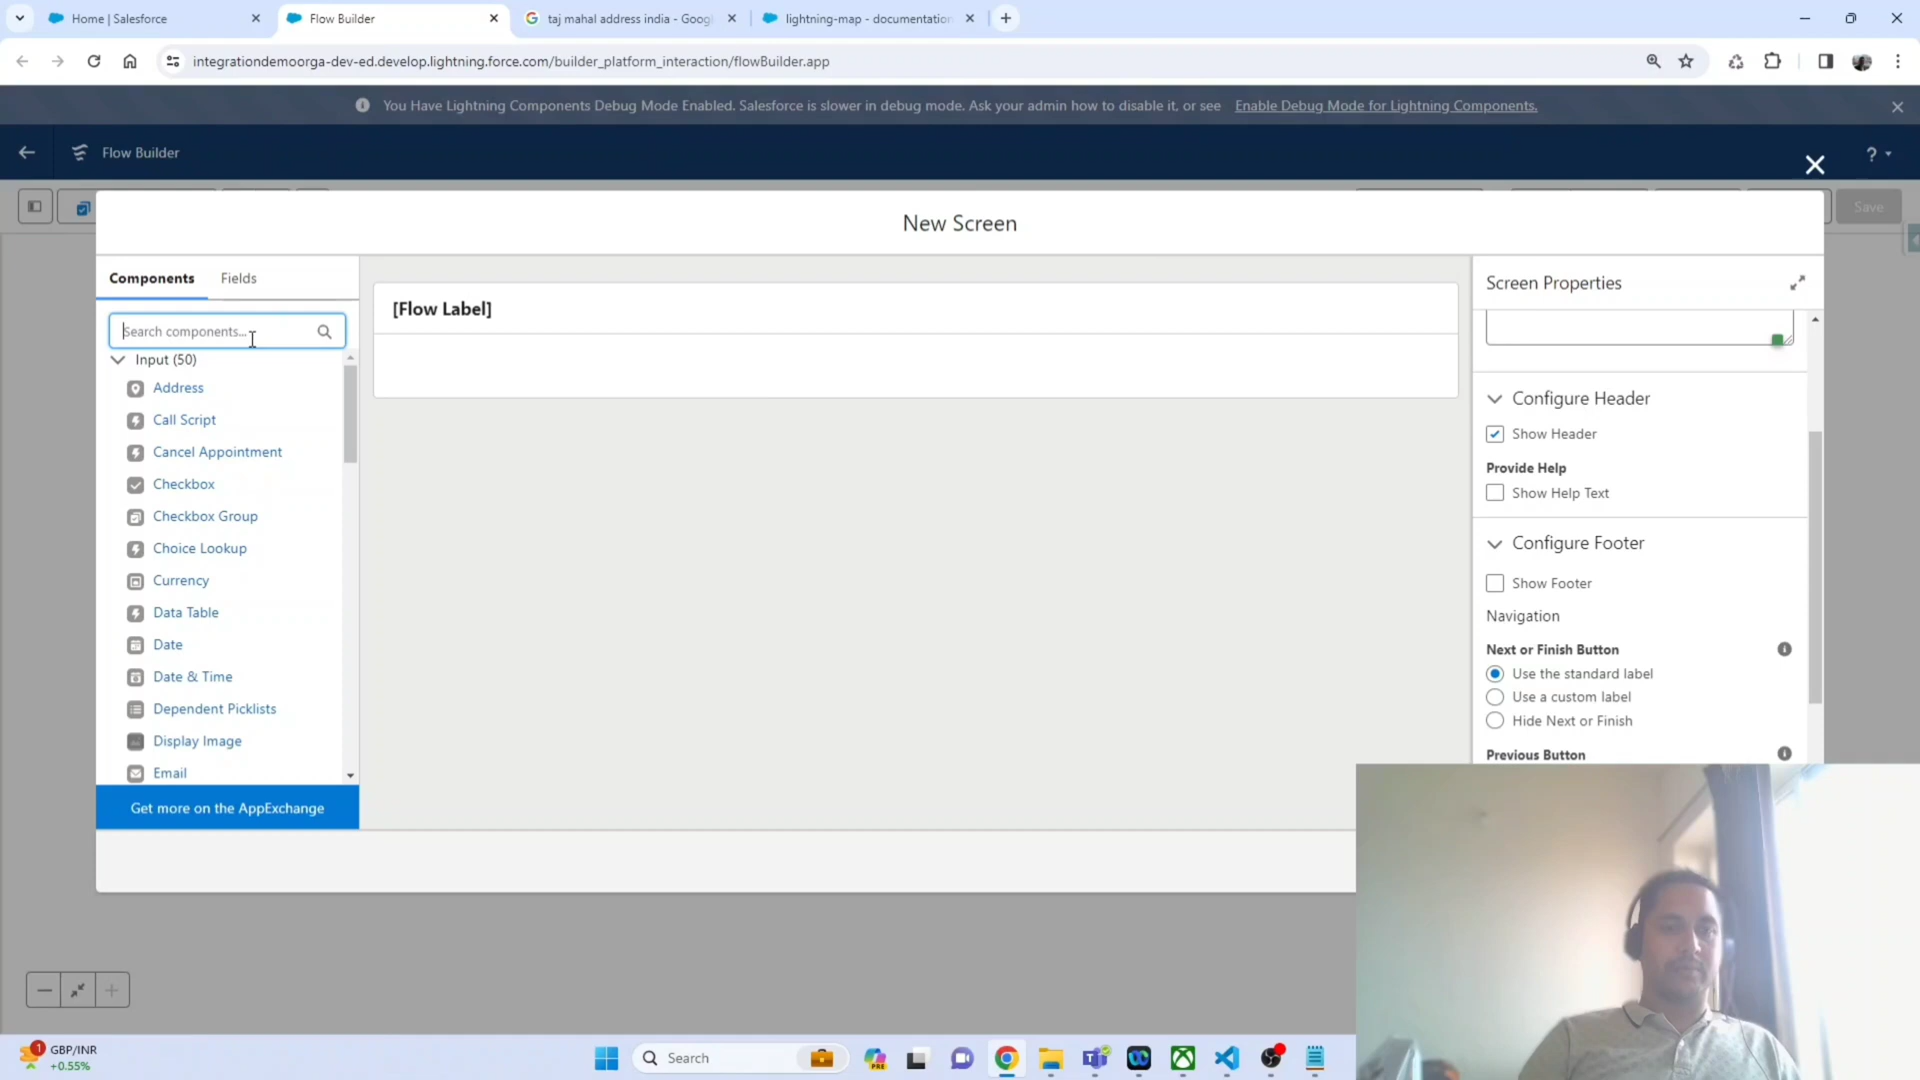 Home | Salesforce
Flow Builder
taj mahal address india - Goog
lightning-map - documentation
integrationdemoorga-dev-ed.develop.lightning.force.com/builder_platform_interaction/flowBuilder.app
You Have Lightning Components Debug Mode Enabled. Salesforce is slower in debug mode. Ask your admin how to disable it, or see Enable Debug Mode for Lightning Components.
Flow Builder
?
Save
New Screen
Components
Fields
Search components...
Input (50)
Address
Call Script
Cancel Appointment
Checkbox
Checkbox Group
Choice Lookup
Currency
Data Table
Date
Date & Time
Dependent Picklists
Display Image
Email
Get more on the AppExchange
[Flow Label]
Screen Properties
Configure Header
Show Header
Provide Help
Show Help Text
Configure Footer
Show Footer
Navigation
Next or Finish Button
Use the standard label
Use a custom label
Hide Next or Finish
Previous Button
1
GBP/INR
+0.55%
Search
PRE